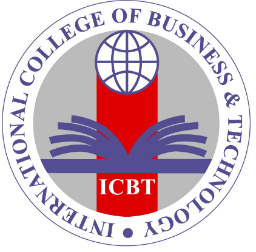 INTERNATIONAL COLLEGE OF BUSINESS & TECHNOLOGY
ICBT